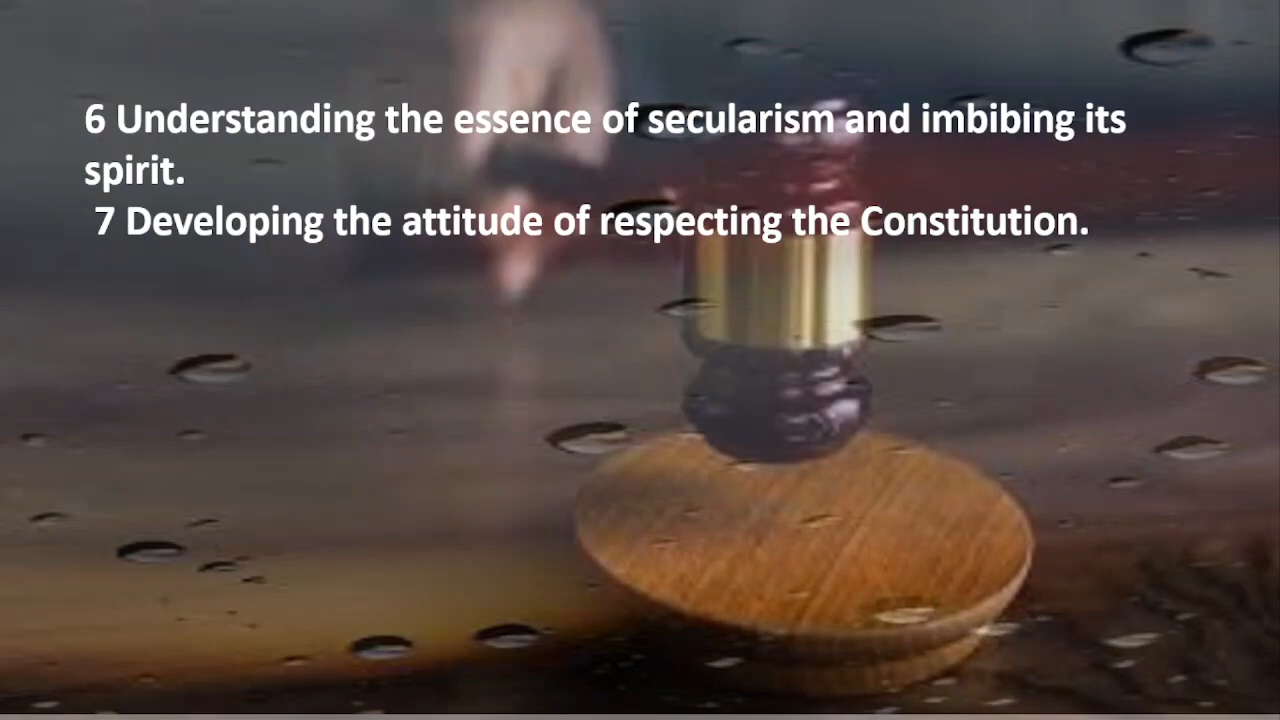 6 Understanding the essence of secularism and imbibing its
spirit.
7 Developing the attitude of respecting the Constitution.